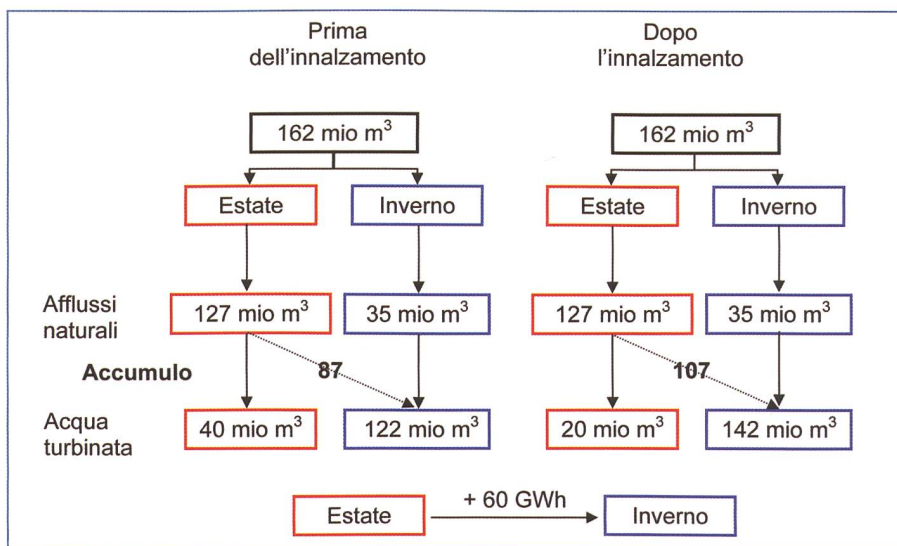 Prima
dell'innalzamento
Dopo
l'innalzamento
162 mio m³
162 mio m³
Estate
Inverno
Estate
Inverno
Afflussi
naturali
127 mio m³
35 mio m³
127 mio m³
35 mio m³
Accumulo
87
107
Acqua
turbinata
40 mio m³
122 mio m³
20 mio m³
142 mio m³
Estate
+ 60 GWh
Inverno